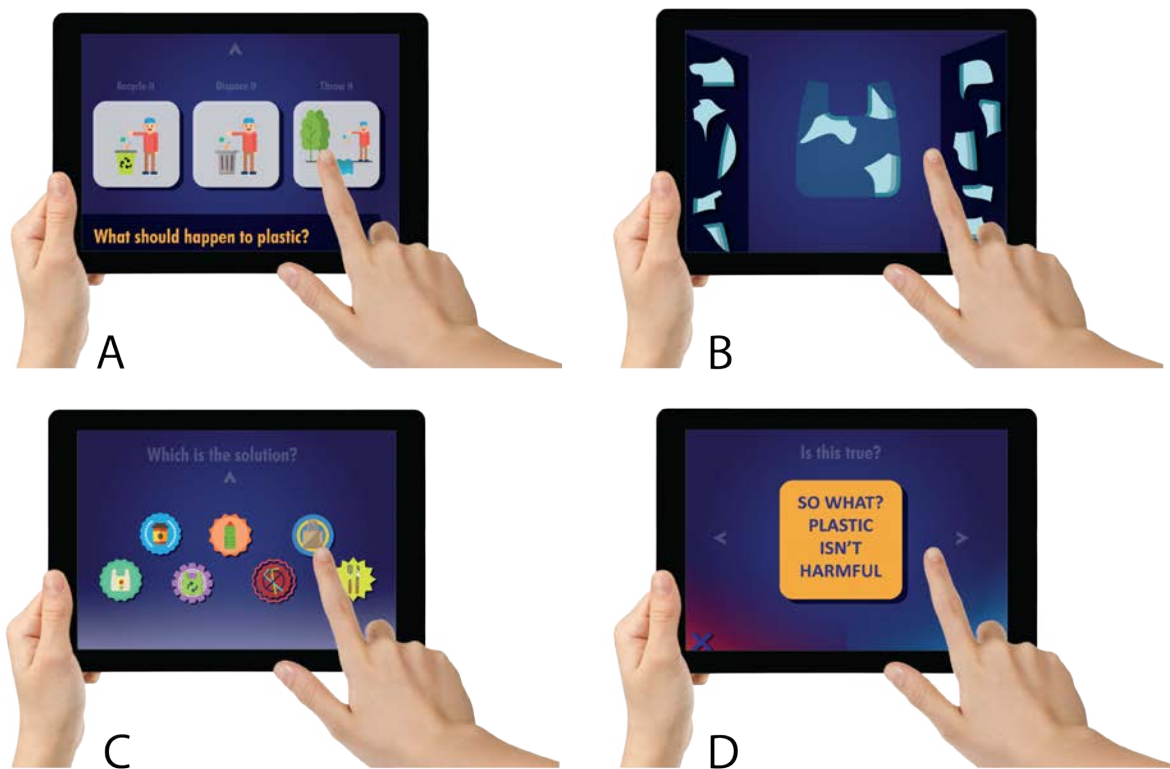 Recycle it Dispose it Throw it
What should happen to plastic?
A
B
Which is the solution?
C
Is this true?
SO WHAT?
PLASTIC
ISN'T
HARMFUL
D